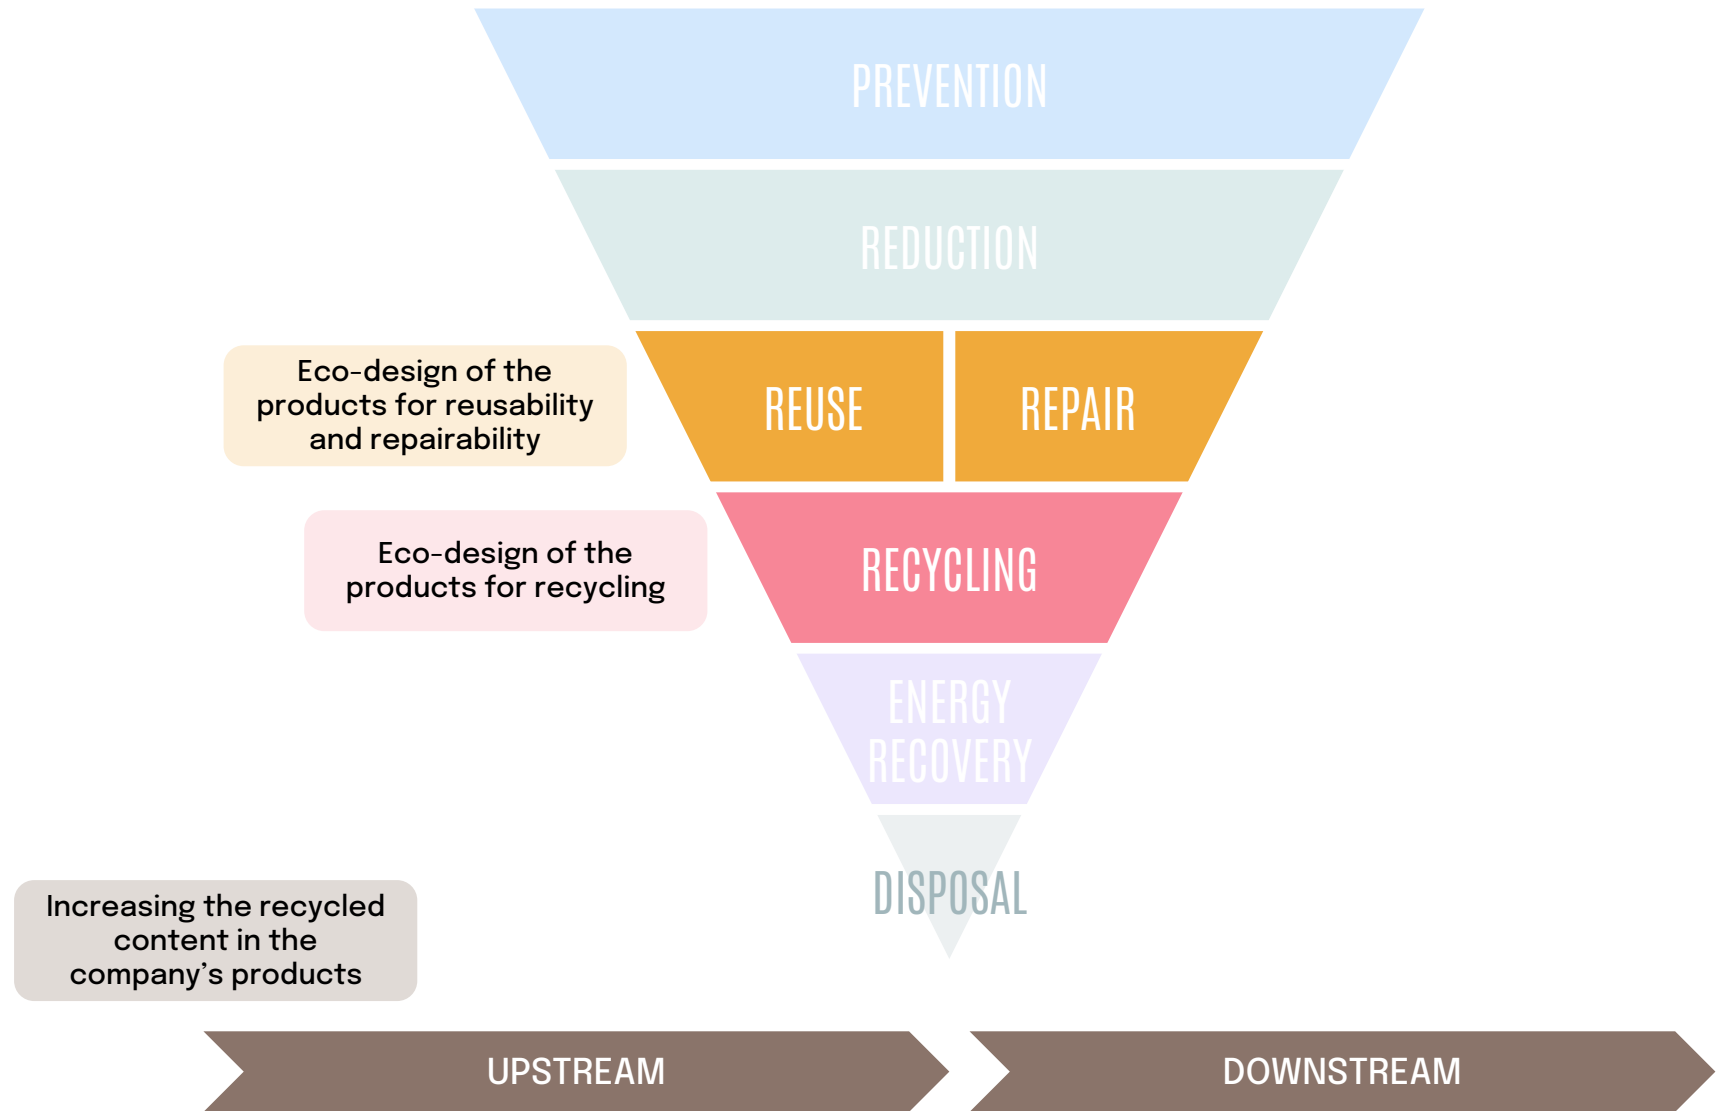 PREVENTION
REDUCTION
Eco-design of the
products for reusability
and repairability
REUSE
REPAIR
Eco-design of the
products for recycling
RECYCLING
ENERGY
RECOVERY
DISPOSAL
Increasing the recycled
content in the
company’s products
UPSTREAM
DOWNSTREAM